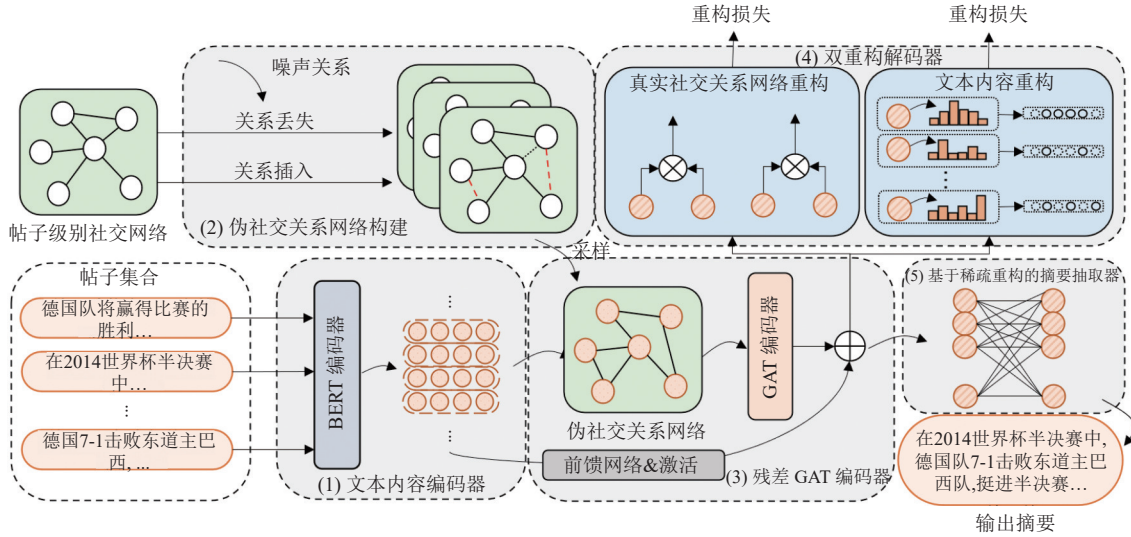 重构损失
重构损失
噪声关系
关系丢失
关系插入
(2) 伪社交关系网络构建
帖子级别社交网络
(4) 双重构解码器
真实社交关系网络重构
文本内容重构
⋮
采样
帖子集合
德国队将赢得比赛的
胜利…
在2014世界杯半决赛
中…
⋮
德国7-1击败东道主巴
西, ...
BERT 编码器
...
...
(1) 文本内容编码器
伪社交关系网络
GAT 编码器
前馈网络&激活
(3) 残差 GAT 编码器
(5) 基于稀疏重构的摘要抽取器
在2014世界杯半决赛中,
德国队7-1击败东道主巴
西队,挺进半决赛…
输出摘要